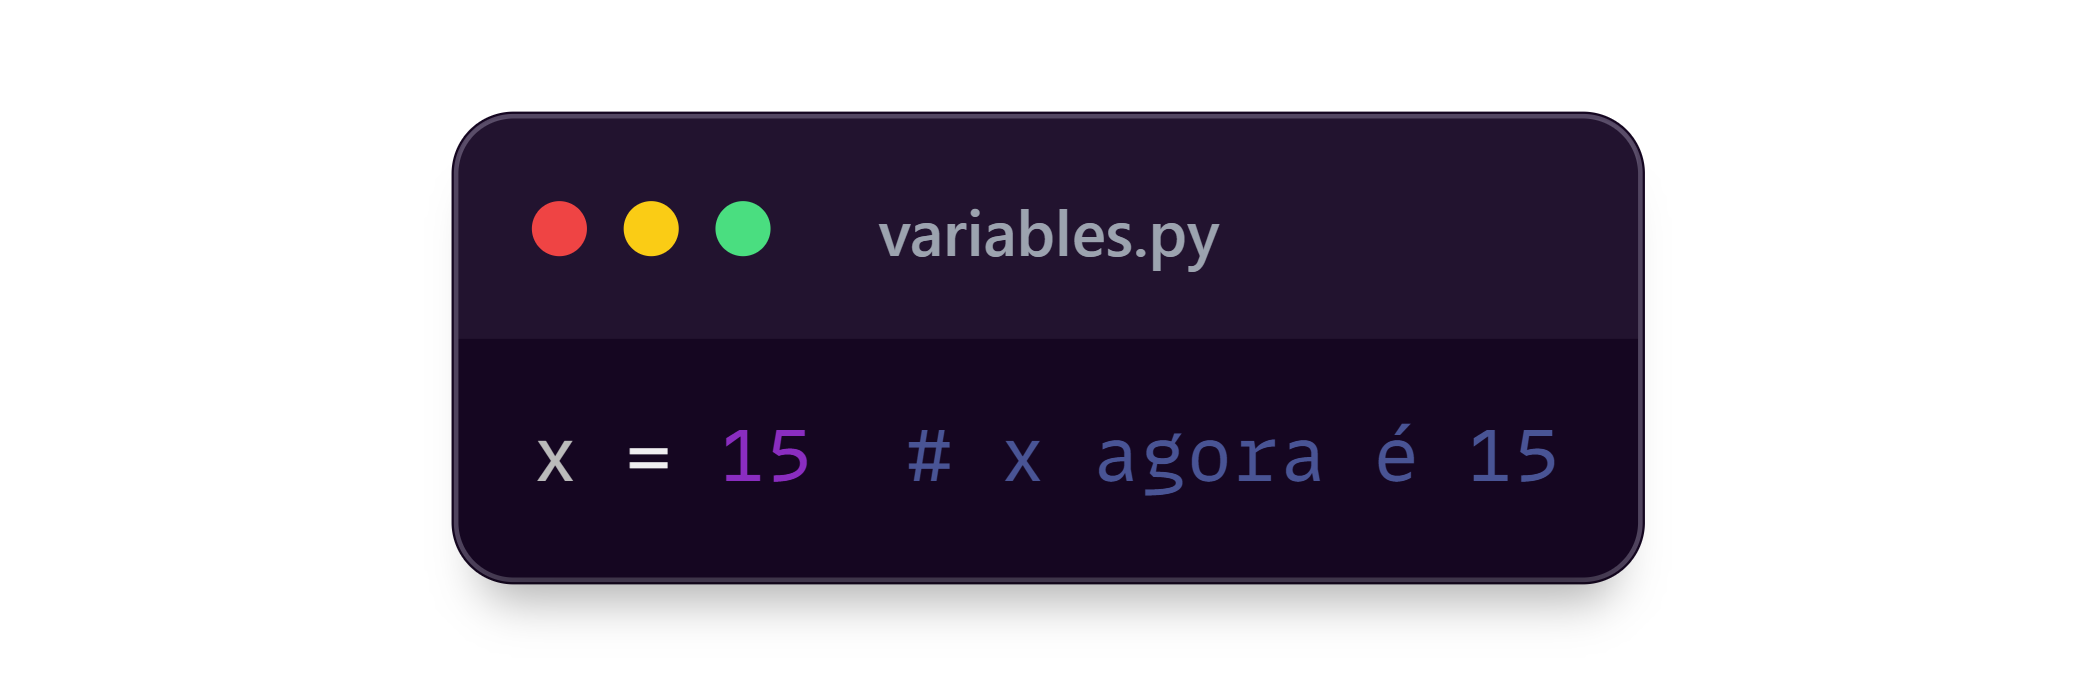 variables.py
x = 15  # x agora é 15